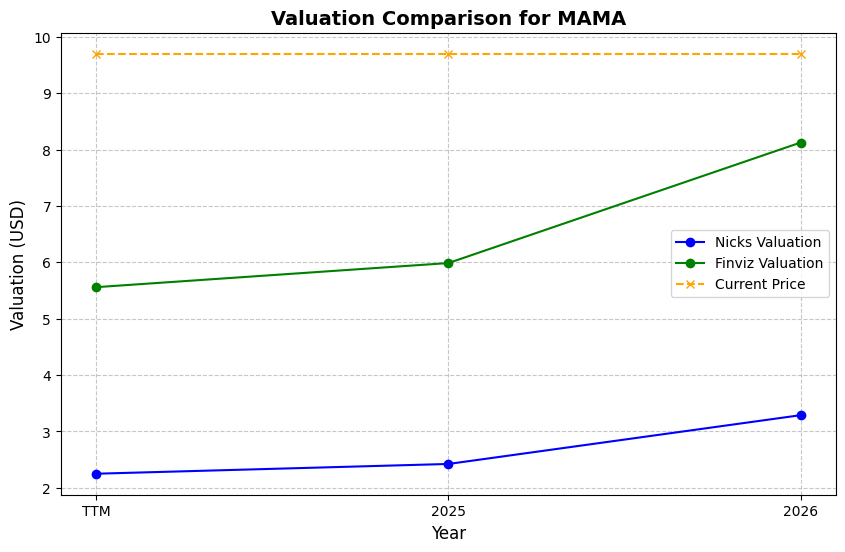 Valuation Comparison for MAMA
10
9
8
7
6
5
4
3
2
Valuation (USD)
Nicks Valuation
Finviz Valuation
Current Price
TTM
2025
2026
Year